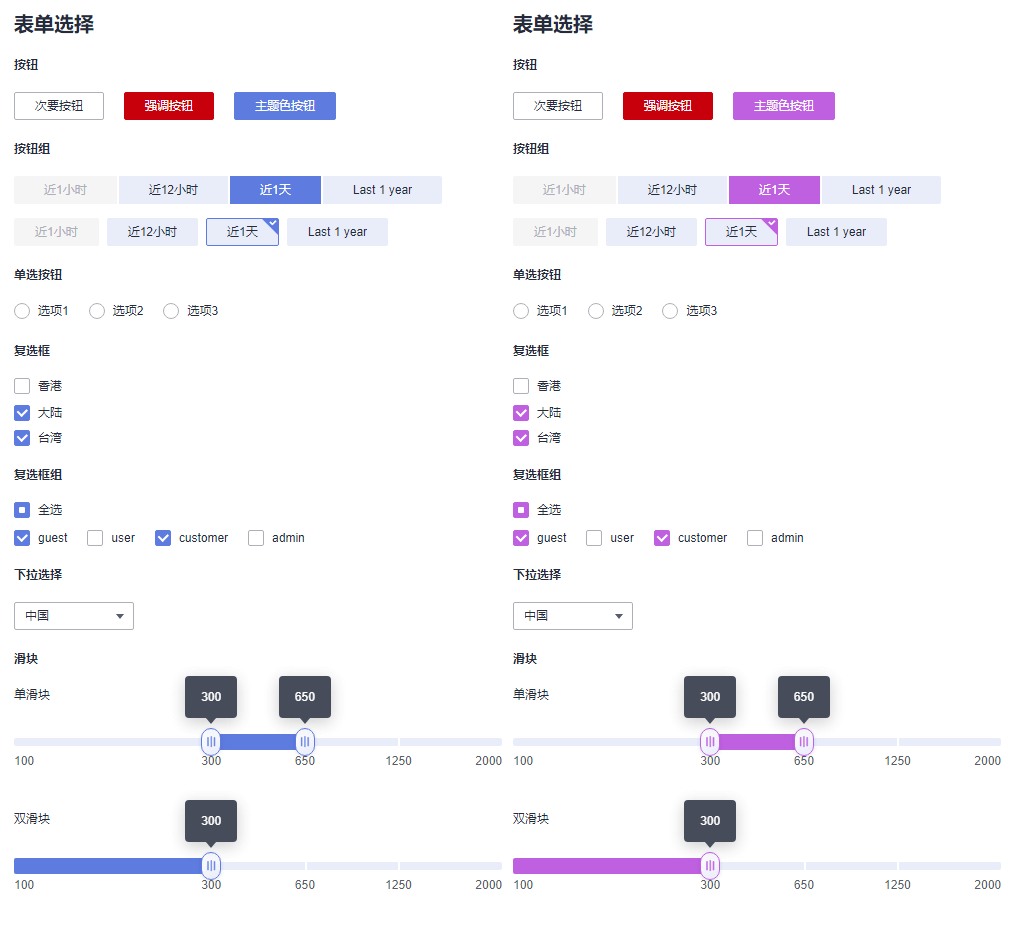 表单选择
按钮
次要按钮 强调按钮 主题色按钮
按钮组
近1小时 近12小时 近1天 Last 1 year
近1小时 近12小时 近1天 Last 1 year
单选按钮
选项1 选项2 选项3
复选框
香港
大陆
台湾
复选框组
全选
guest user customer admin
下拉选择
中国
滑块
单滑块
300 650
100 300 650 1250 2000
双滑块
300
100 300 650 1250 2000
表单选择
按钮
次要按钮 强调按钮 主题色按钮
按钮组
近1小时 近12小时 近1天 Last 1 year
近1小时 近12小时 近1天 Last 1 year
单选按钮
选项1 选项2 选项3
复选框
香港
大陆
台湾
复选框组
全选
guest user customer admin
下拉选择
中国
滑块
单滑块
300 650
100 300 650 1250 2000
双滑块
300
100 300 650 1250 2000